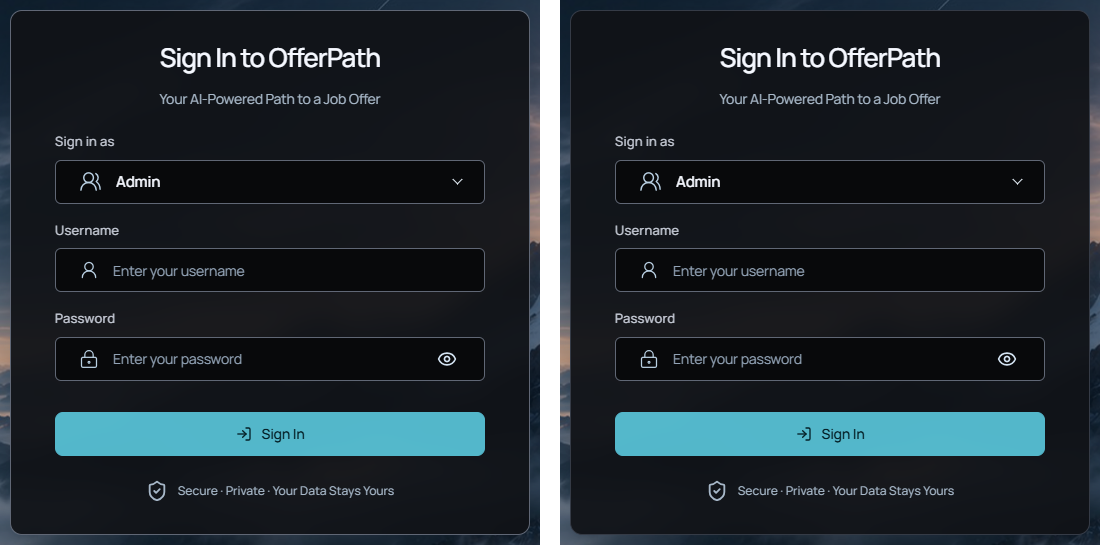 Sign In to OfferPath
Your AI-Powered Path to a Job Offer
Sign in as
Admin
Username
Enter your username
Password
Enter your password
Sign In
Secure · Private · Your Data Stays Yours
Sign In to OfferPath
Your AI-Powered Path to a Job Offer
Sign in as
Admin
Username
Enter your username
Password
Enter your password
Sign In
Secure · Private · Your Data Stays Yours